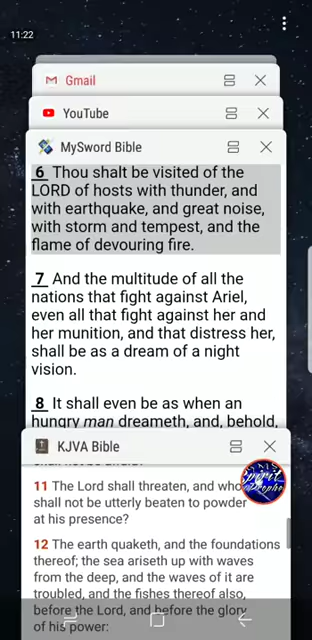 11:22
Gmail
YouTube
MySword Bible
6 Thou shalt be visited of the
LORD of hosts with thunder, and
with earthquake, and great noise,
with storm and tempest, and the
flame of devouring fire.
7 And the multitude of all the
nations that fight against Ariel,
even all that fight against her and
her munition, and that distress her,
shall be as a dream of a night
vision.
8 It shall even be as when an
hungry man dreameth, and, behold,
KJVA Bible
11 The Lord shall threaten, and who
shall not be utterly beaten to powder
at his presence?
12 The earth quaketh, and the foundations
thereof; the sea ariseth up with waves
from the deep, and the waves of it are
troubled, and the fishes thereof also,
before the Lord, and before the glory
of his power: